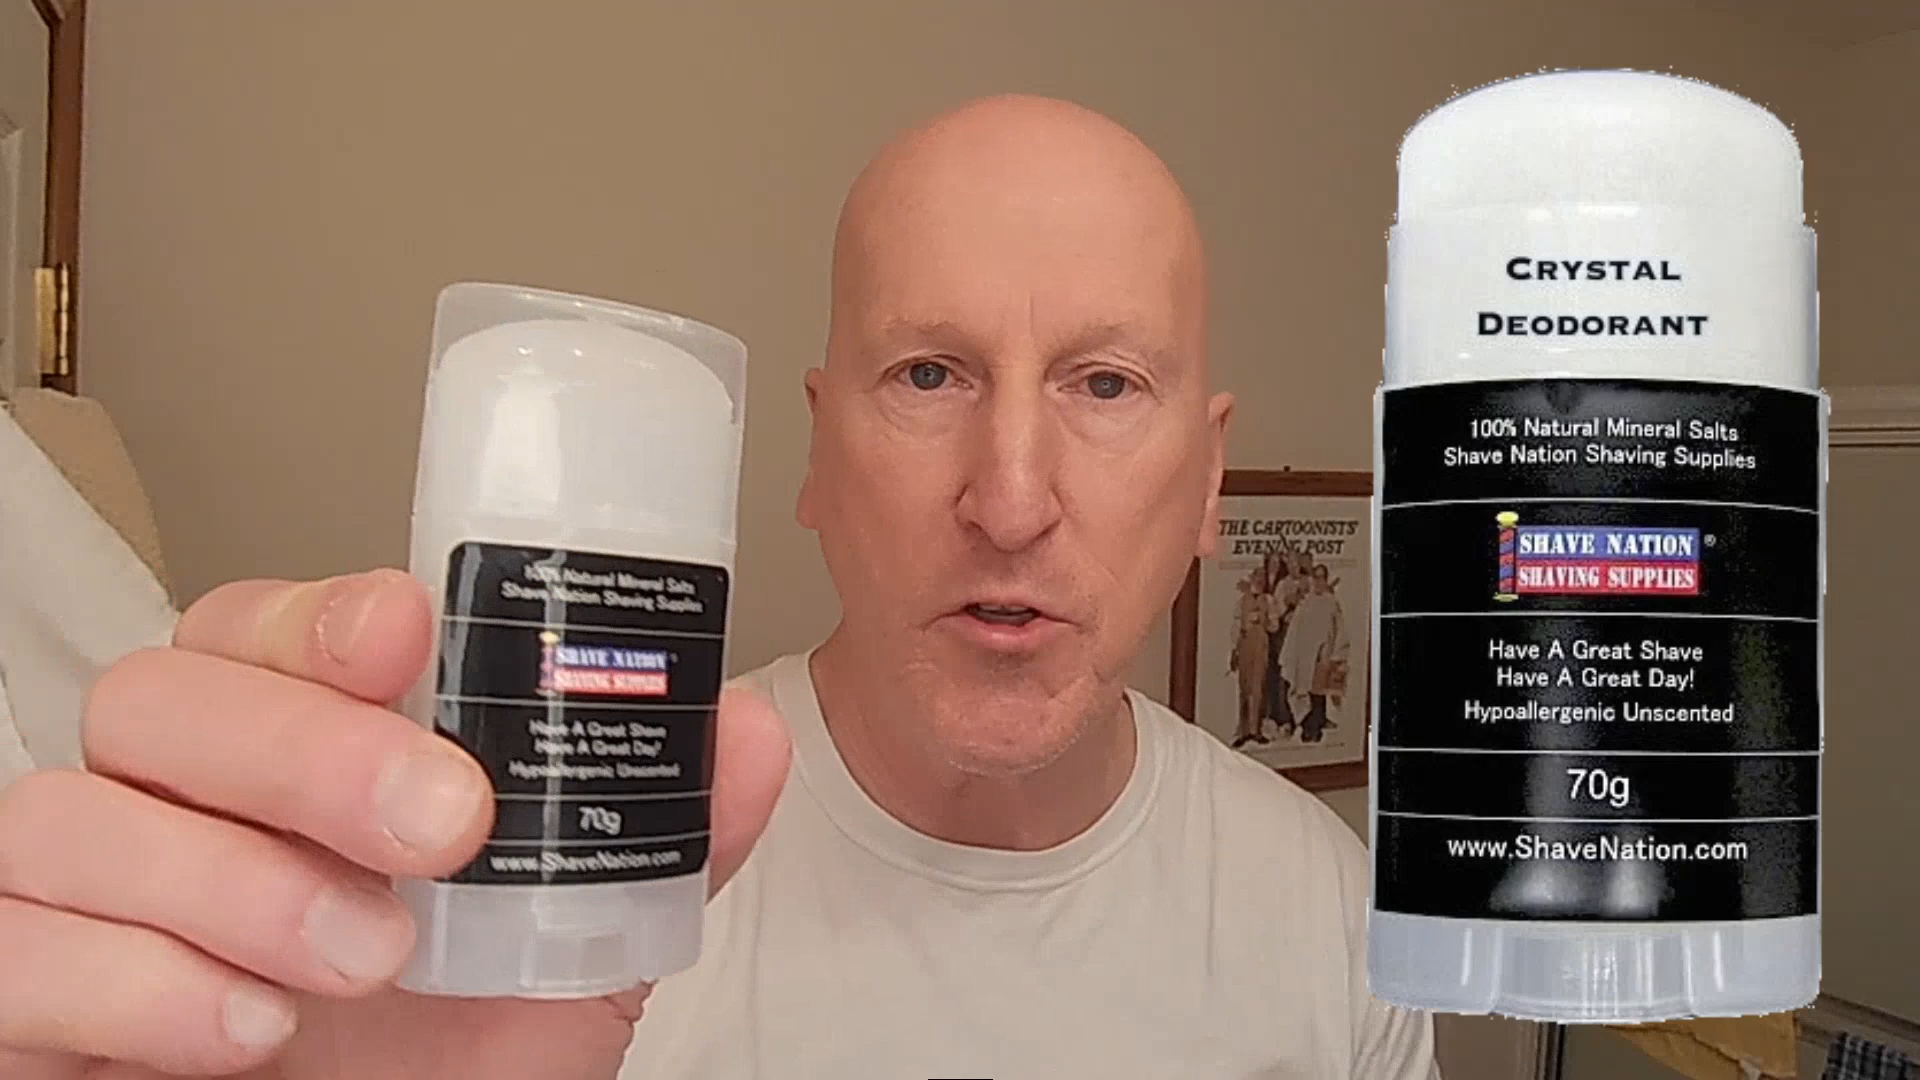 100% Natural Mineral Salts
Shave Nation Shaving Supplies
SHAVE NATION
SHAVING SUPPLIES
Have A Great Shave
Have A Great Day!
Hypoallergenic Unscented
70g
www.ShaveNation.com
THE CARTOONISTS'
EVENING POST
CRYSTAL
DEODORANT
100% Natural Mineral Salts
Shave Nation Shaving Supplies
SHAVE NATION ®
SHAVING SUPPLIES
Have A Great Shave
Have A Great Day!
Hypoallergenic Unscented
70g
www.ShaveNation.com